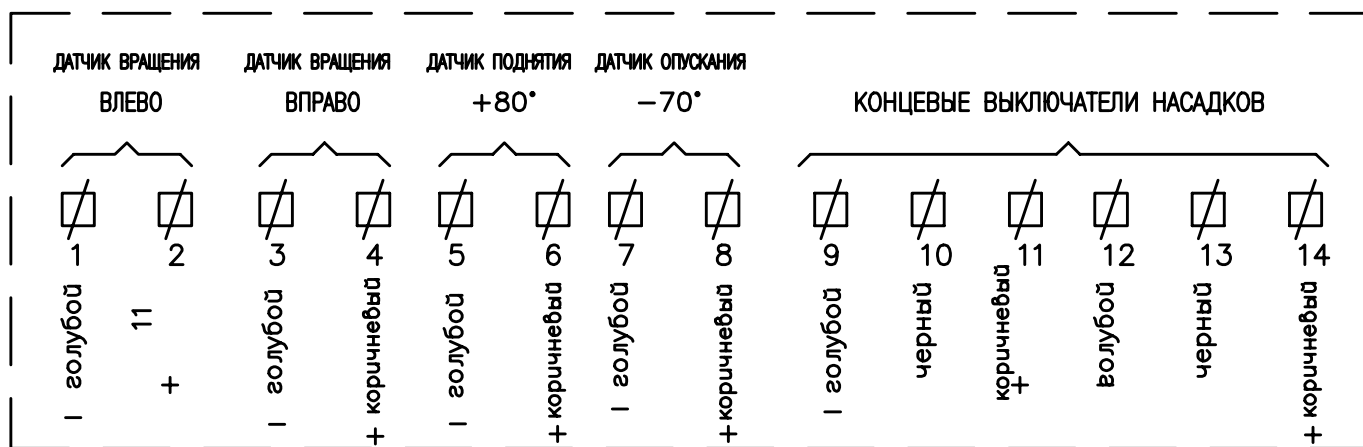 ДАТЧИК ВРАЩЕНИЯ ДАТЧИК ВРАЩЕНИЯ ДАТЧИК ПОДНЯТИЯ ДАТЧИК ОПУСКАНИЯ
ВЛЕВО ВПРАВО +80° −70° КОНЦЕВЫЕ ВЫКЛЮЧАТЕЛИ НАСАДКОВ
1 2 3 4 5 6 7 8 9 10 11 12 13 14
− голубой
11
+
− голубой
+ коричневый
− голубой
+ коричневый
− голубой
+ коричневый
− голубой
черный
коричневый
+
голубой
черный
+ коричневый